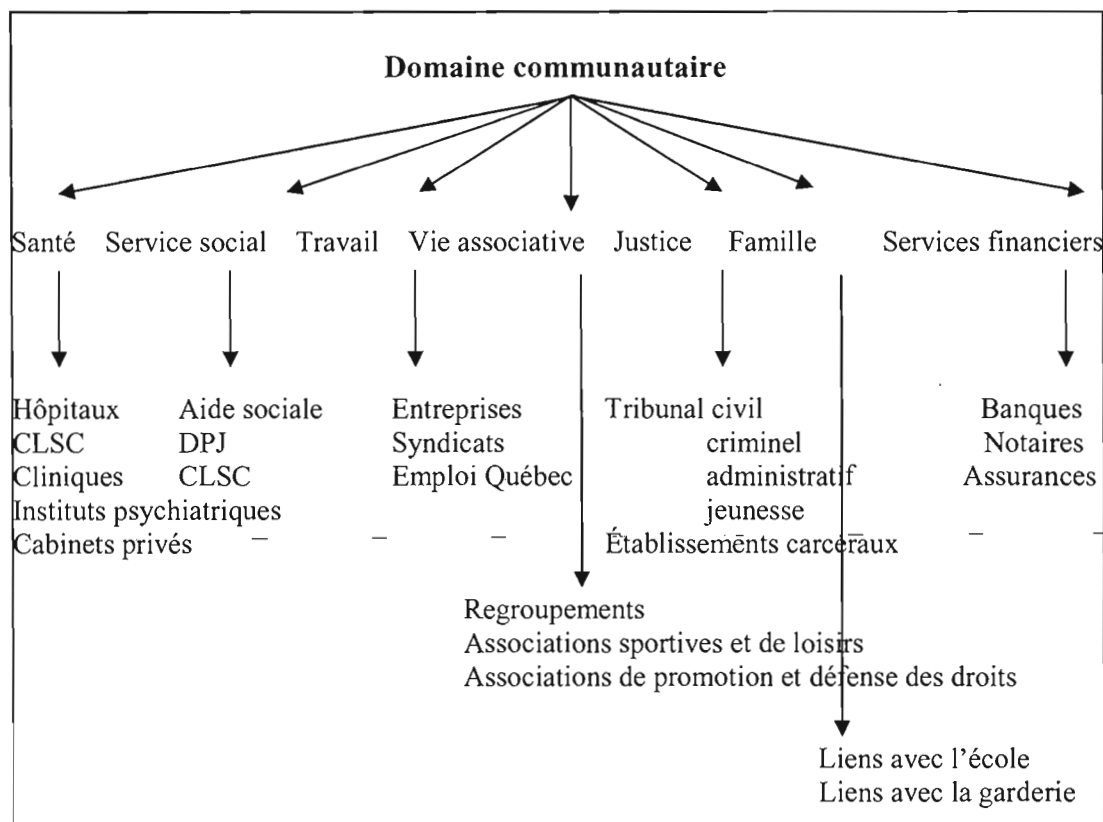 Domaine communautaire
Santé Service social Travail Vie associative Justice Famille Services financiers
Hôpitaux Aide sociale Entreprises Tribunal civil Banques
CLSC DPJ Syndicats criminel Notaires
Cliniques CLSC Emploi Québec administratif Assurances
Instituts psychiatriques jeunesse
Cabinets privés Établissements carcéraux
Regroupements
Associations sportives et de loisirs
Associations de promotion et défense des droits
Liens avec l'école
Liens avec la garderie